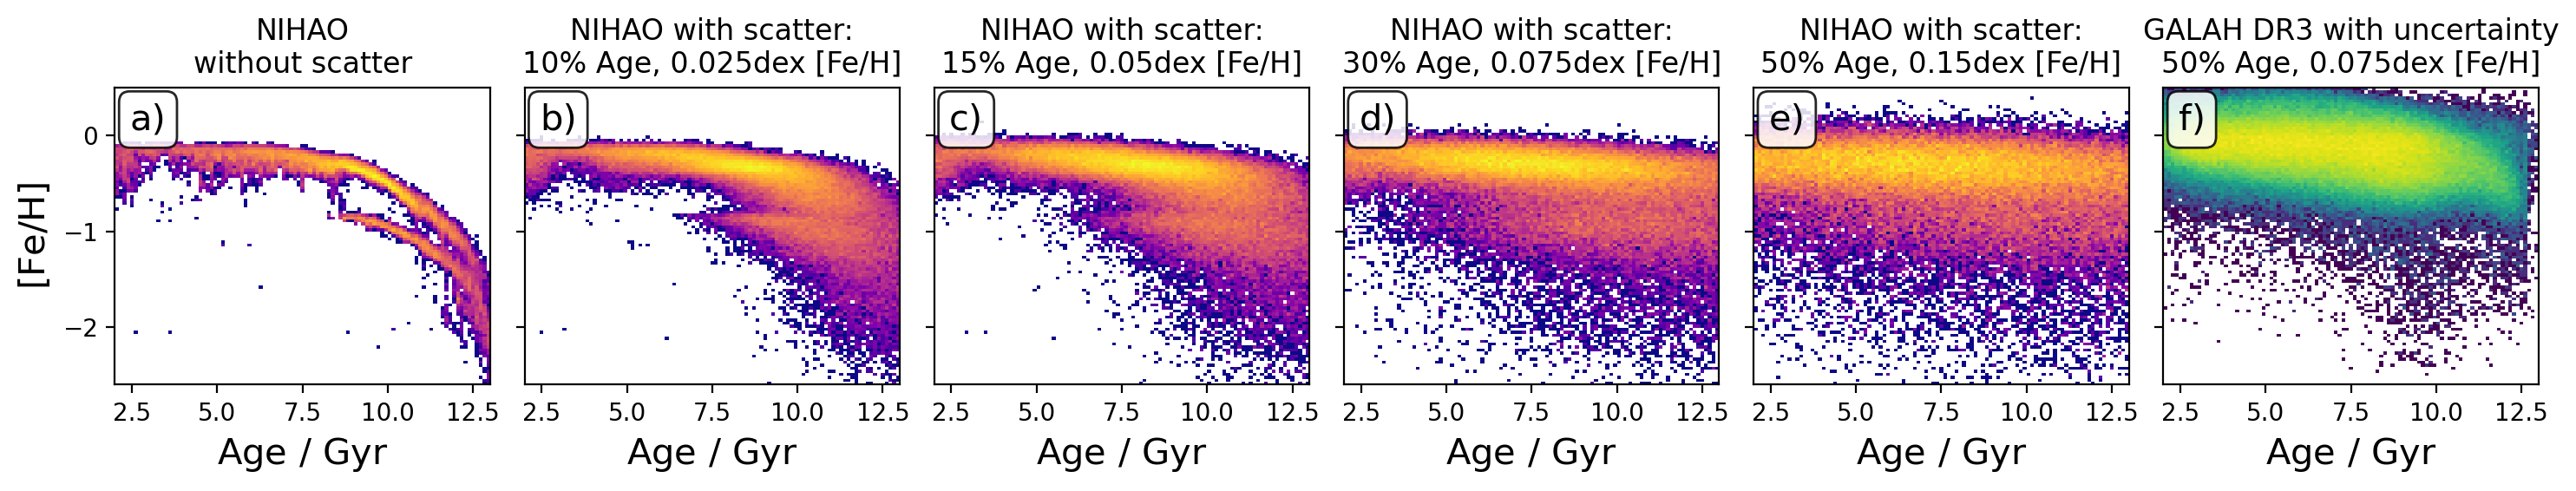 NIHAO
without scatter
NIHAO with scatter:
10% Age, 0.025dex [Fe/H]
NIHAO with scatter:
15% Age, 0.05dex [Fe/H]
NIHAO with scatter:
30% Age, 0.075dex [Fe/H]
NIHAO with scatter:
50% Age, 0.15dex [Fe/H]
GALAH DR3 with uncertainty
50% Age, 0.075dex [Fe/H]
a)
b)
c)
d)
e)
f)
[Fe/H]
0
−1
−2
2.5 5.0 7.5 10.0 12.5
2.5 5.0 7.5 10.0 12.5
2.5 5.0 7.5 10.0 12.5
2.5 5.0 7.5 10.0 12.5
2.5 5.0 7.5 10.0 12.5
2.5 5.0 7.5 10.0 12.5
Age / Gyr
Age / Gyr
Age / Gyr
Age / Gyr
Age / Gyr
Age / Gyr